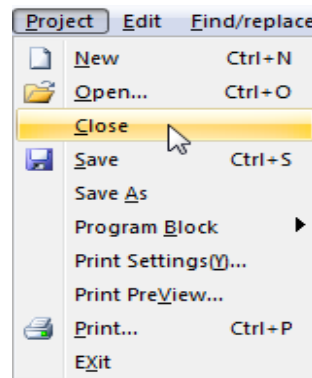 Project Edit Find/replace
New Ctrl+N
Open... Ctrl+O
Close
Save Ctrl+S
Save As
Program Block
Print Settings(Y)...
Print PreView...
Print... Ctrl+P
EXit